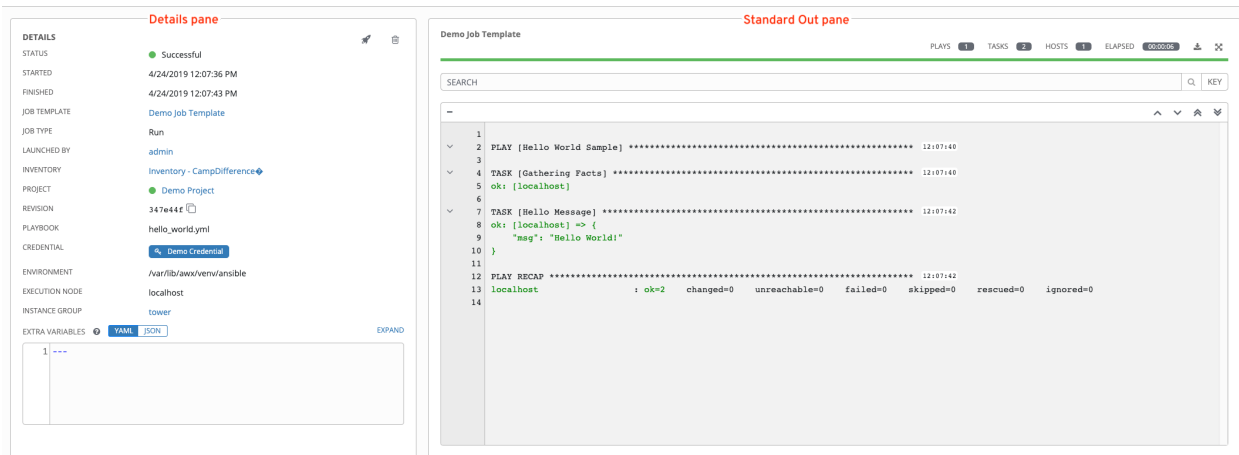 Details pane
DETAILS
STATUS Successful
STARTED 4/24/2019 12:07:36 PM
FINISHED 4/24/2019 12:07:43 PM
JOB TEMPLATE Demo Job Template
JOB TYPE Run
LAUNCHED BY admin
INVENTORY Inventory - CampDifference�
PROJECT Demo Project
REVISION 347e44f
PLAYBOOK hello_world.yml
CREDENTIAL Demo Credential
ENVIRONMENT /var/lib/awx/venv/ansible
EXECUTION NODE localhost
INSTANCE GROUP tower
EXTRA VARIABLES ? YAML JSON EXPAND
1 ---
Standard Out pane
Demo Job Template
PLAYS 1 TASKS 2 HOSTS 1 ELAPSED 00:00:06
SEARCH KEY
1
2 PLAY [Hello World Sample] ****************************************************** 12:07:40
3
4 TASK [Gathering Facts] ********************************************************* 12:07:40
5 ok: [localhost]
6
7 TASK [Hello Message] *********************************************************** 12:07:42
8 ok: [localhost] => {
9 "msg": "Hello World!"
10 }
11
12 PLAY RECAP ********************************************************************* 12:07:42
13 localhost : ok=2 changed=0 unreachable=0 failed=0 skipped=0 rescued=0 ignored=0
14